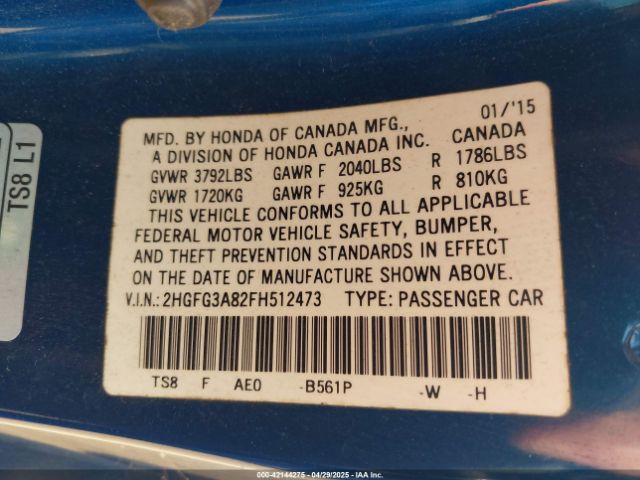 TS8 L1
01/'15
MFD. BY HONDA OF CANADA MFG., CANADA
A DIVISION OF HONDA CANADA INC.
GVWR 3792LBS GAWR F 2040LBS R 1786LBS
GVWR 1720KG GAWR F 925KG R 810KG
THIS VEHICLE CONFORMS TO ALL APPLICABLE
FEDERAL MOTOR VEHICLE SAFETY, BUMPER,
AND THEFT PREVENTION STANDARDS IN EFFECT
ON THE DATE OF MANUFACTURE SHOWN ABOVE.
V.I.N.: 2HGFG3A82FH512473 TYPE: PASSENGER CAR
TS8 F AE0 -B561P -W -H
000-42144275 - 04/29/2025 - IAA Inc.